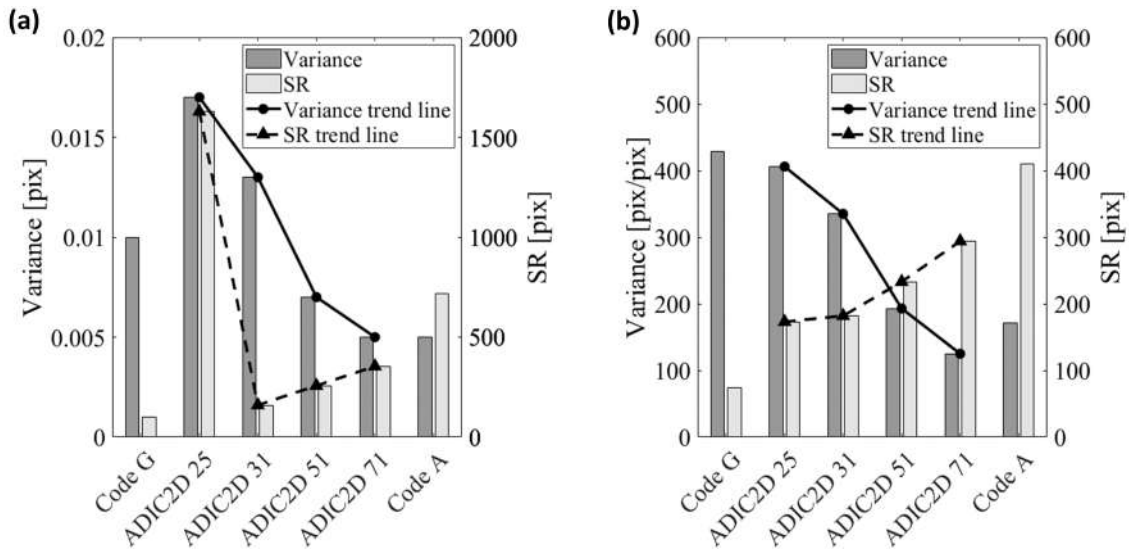 (a)
0.02
0.015
0.01
0.005
0
Variance [pix]
2000
1500
1000
500
0
SR [pix]
Variance
SR
Variance trend line
SR trend line
Code G
ADIC2D 25
ADIC2D 31
ADIC2D 51
ADIC2D 71
Code A
(b)
600
500
400
300
200
100
0
Variance [pix/pix]
600
500
400
300
200
100
0
SR [pix]
Variance
SR
Variance trend line
SR trend line
Code G
ADIC2D 25
ADIC2D 31
ADIC2D 51
ADIC2D 71
Code A